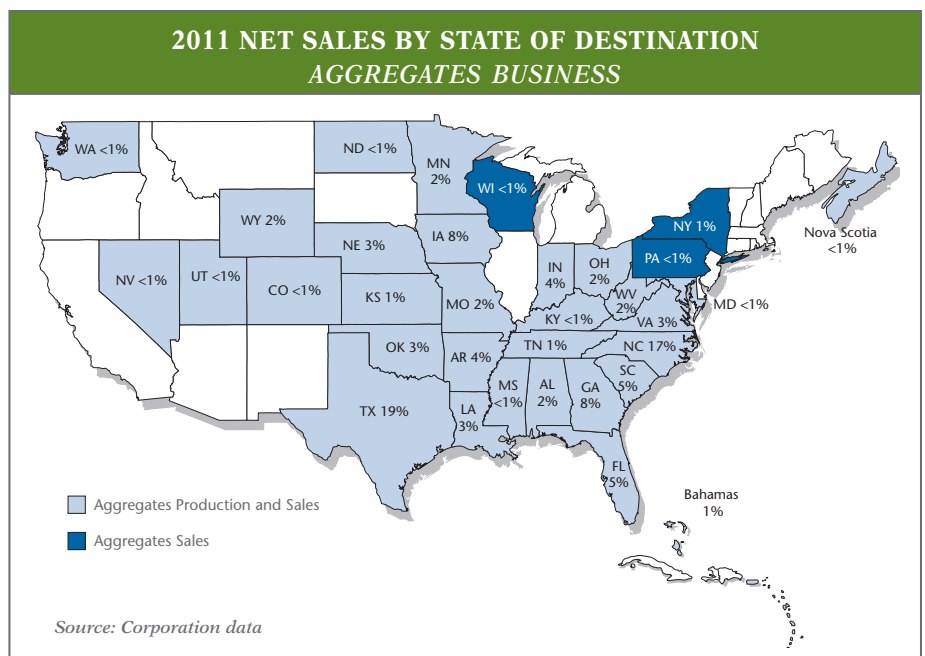 2011 NET SALES BY STATE OF DESTINATION
AGGREGATES BUSINESS
WA <1%
ND <1%
MN
2%
WI <1%
NY 1%
Nova Scotia
<1%
WY 2%
IA 8%
PA <1%
NE 3%
NV <1%
UT <1%
CO <1%
IN
4%
OH
2%
WV
2%
MD <1%
KS 1%
MO 2%
KY <1%
VA 3%
OK 3%
AR 4%
TN 1%
NC 17%
SC
5%
TX 19%
LA
3%
MS
<1%
AL
2%
GA
8%
FL
5%
Bahamas
1%
Aggregates Production and Sales
Aggregates Sales
Source: Corporation data